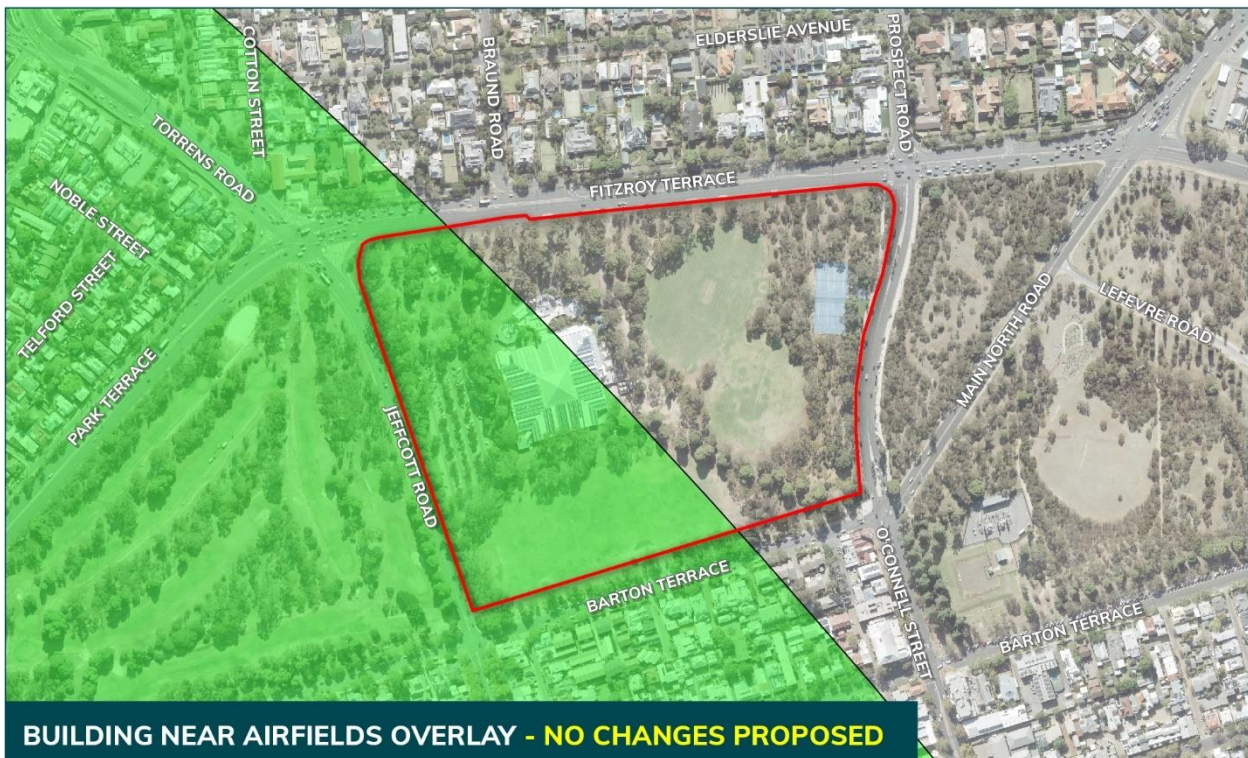 COTTON STREET
BRAUND ROAD
ELDERSLIE AVENUE
PROSPECT ROAD
TORRENS ROAD
NOBLE STREET
TELFORD STREET
PARK TERRACE
FITZROY TERRACE
MAIN NORTH ROAD
LEFEVRE ROAD
JEFFCOTT ROAD
BARTON TERRACE
O'CONNELL STREET
BARTON TERRACE
BUILDING NEAR AIRFIELDS OVERLAY - NO CHANGES PROPOSED